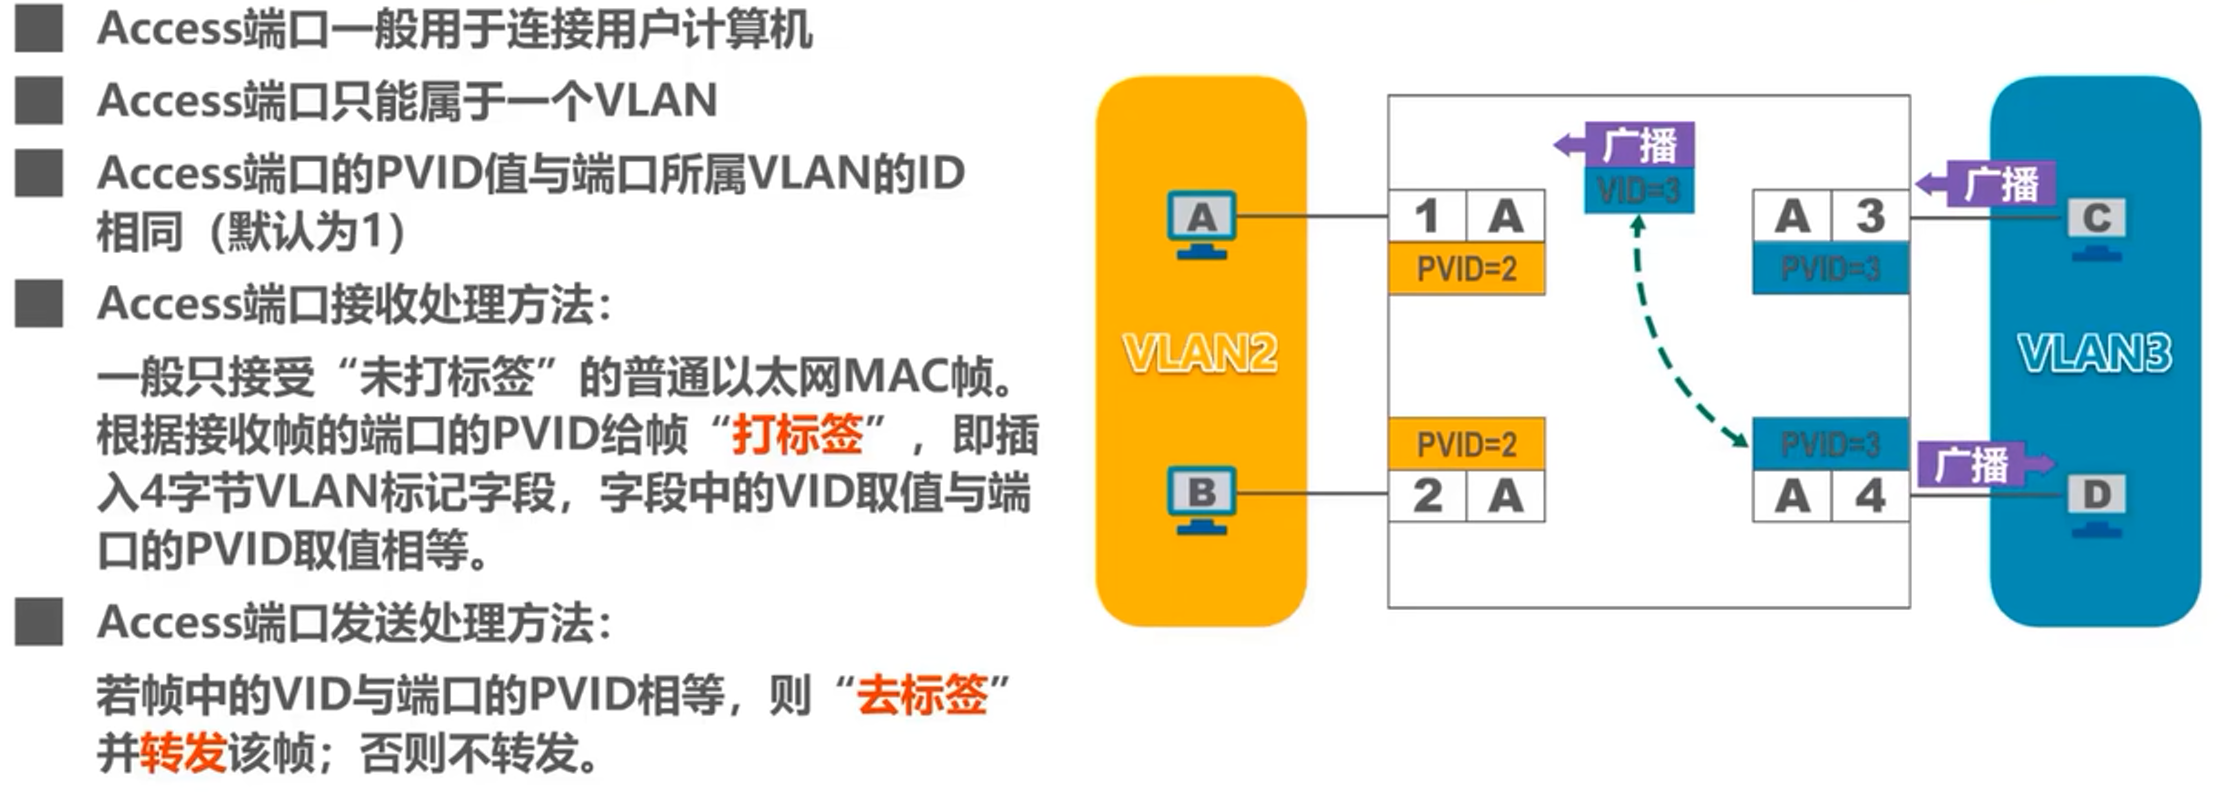 Access端口一般用于连接用户计算机
Access端口只能属于一个VLAN
Access端口的PVID值与端口所属VLAN的ID
相同（默认为1）
Access端口接收处理方法：
一般只接受“未打标签”的普通以太网MAC帧。
根据接收帧的端口的PVID给帧“打标签”，即插
入4字节VLAN标记字段，字段中的VID取值与端
口的PVID取值相等。
Access端口发送处理方法：
若帧中的VID与端口的PVID相等，则“去标签”
并转发该帧；否则不转发。
广播
VID=3
广播
A
1 A
A 3
C
PVID=2
PVID=3
VLAN2
VLAN3
PVID=2
PVID=3
广播
B
2 A
A 4
D